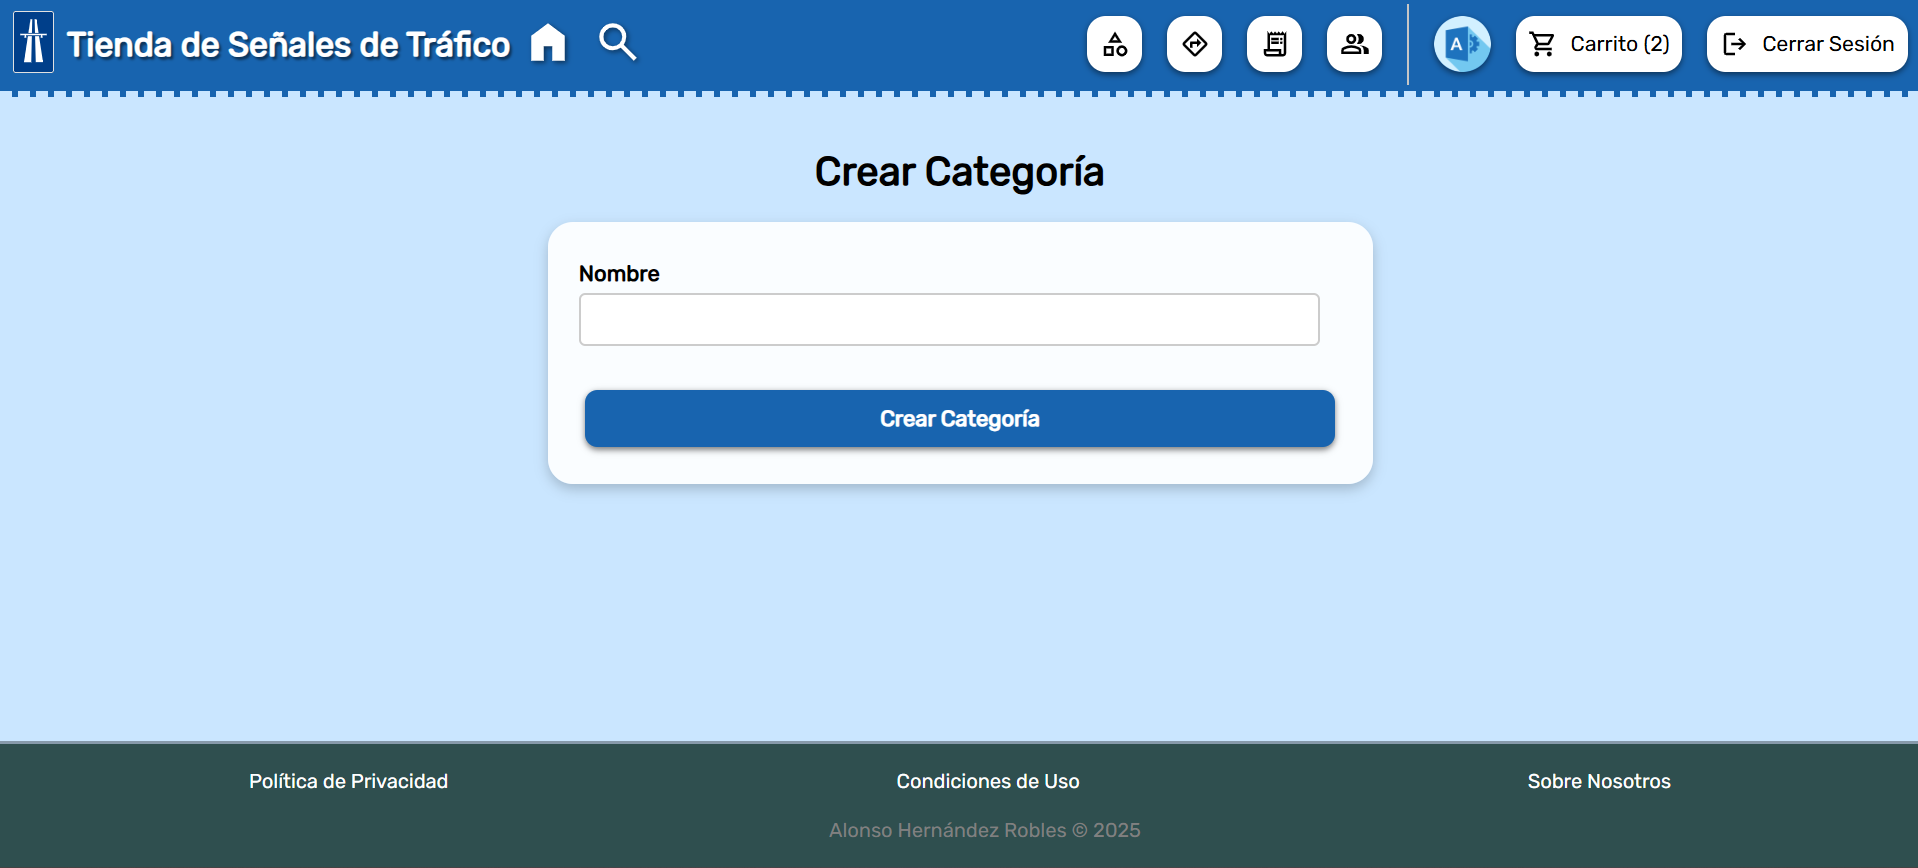 Tienda de Señales de Tráfico
A
Carrito (2)
Cerrar Sesión
Crear Categoría
Nombre
Crear Categoría
Política de Privacidad
Condiciones de Uso
Sobre Nosotros
Alonso Hernández Robles © 2025